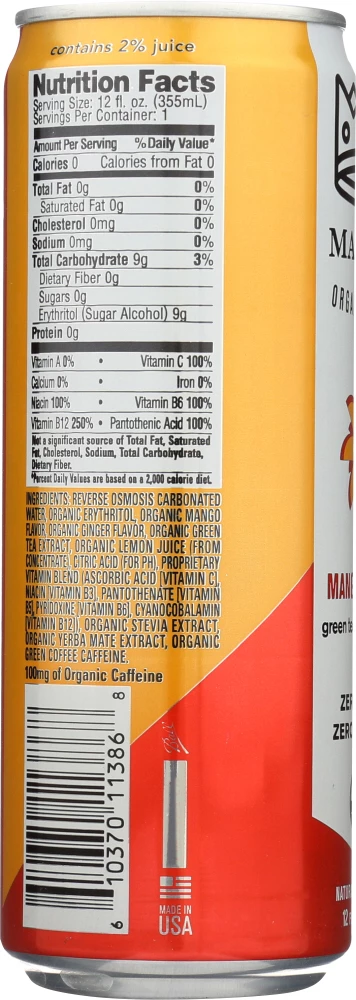 contains 2% juice
Nutrition Facts
Serving Size: 12 fl. oz. (355mL)
Servings Per Container: 1
Amount Per Serving %Daily Value*
Calories 0 Calories from Fat 0
Total Fat 0g 0%
Saturated Fat 0g 0%
Cholesterol 0mg 0%
Sodium 0mg 0%
Total Carbohydrate 9g 3%
Dietary Fiber 0g
Sugars 0g
Erythritol (Sugar Alcohol) 9g
Protein 0g
Vitamin A 0% • Vitamin C 100%
Calcium 0% • Iron 0%
Niacin 100% • Vitamin B6 100%
Vitamin B12 250% • Pantothenic Acid 100%
Not a significant source of Total Fat, Saturated
Fat, Cholesterol, Sodium, Total Carbohydrate,
Dietary Fiber.
*Percent Daily Values are based on a 2,000 calorie diet.
INGREDIENTS: REVERSE OSMOSIS CARBONATED
WATER, ORGANIC ERYTHRITOL, ORGANIC MANGO
FLAVOR, ORGANIC GINGER FLAVOR, ORGANIC GREEN
TEA EXTRACT, ORGANIC LEMON JUICE (FROM
CONCENTRATE), CITRIC ACID (FOR PH), PROPRIETARY
VITAMIN BLEND (ASCORBIC ACID [VITAMIN C],
NIACIN [VITAMIN B3], PANTOTHENATE [VITAMIN
B5], PYRIDOXINE [VITAMIN B6], CYANOCOBALAMIN
[VITAMIN B12]), ORGANIC STEVIA EXTRACT,
ORGANIC YERBA MATE EXTRACT, ORGANIC
GREEN COFFEE CAFFEINE.
100mg of Organic Caffeine
6 10370 11386 8
MADE IN
USA
MA
ORGA
MANG
green te
ZER
ZERO
NATUR
12